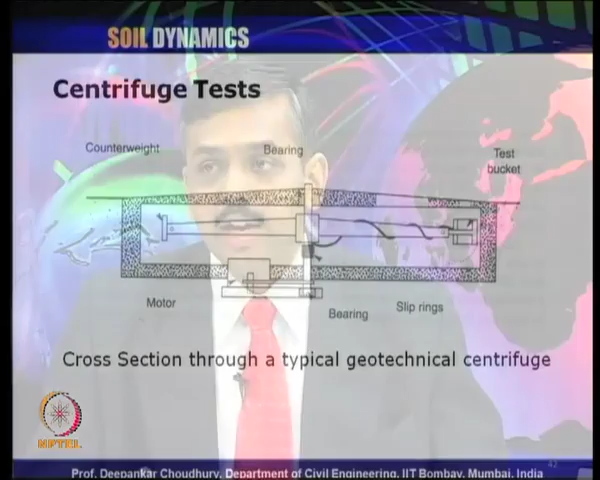 SOIL DYNAMICS
Centrifuge Tests
Counterweight
Bearing
Test
bucket
Motor
Bearing
Slip rings
Cross Section through a typical geotechnical centrifuge
NPTEL
42
Prof. Deepankar Choudhury, Department of Civil Engineering, IIT Bombay, Mumbai, India